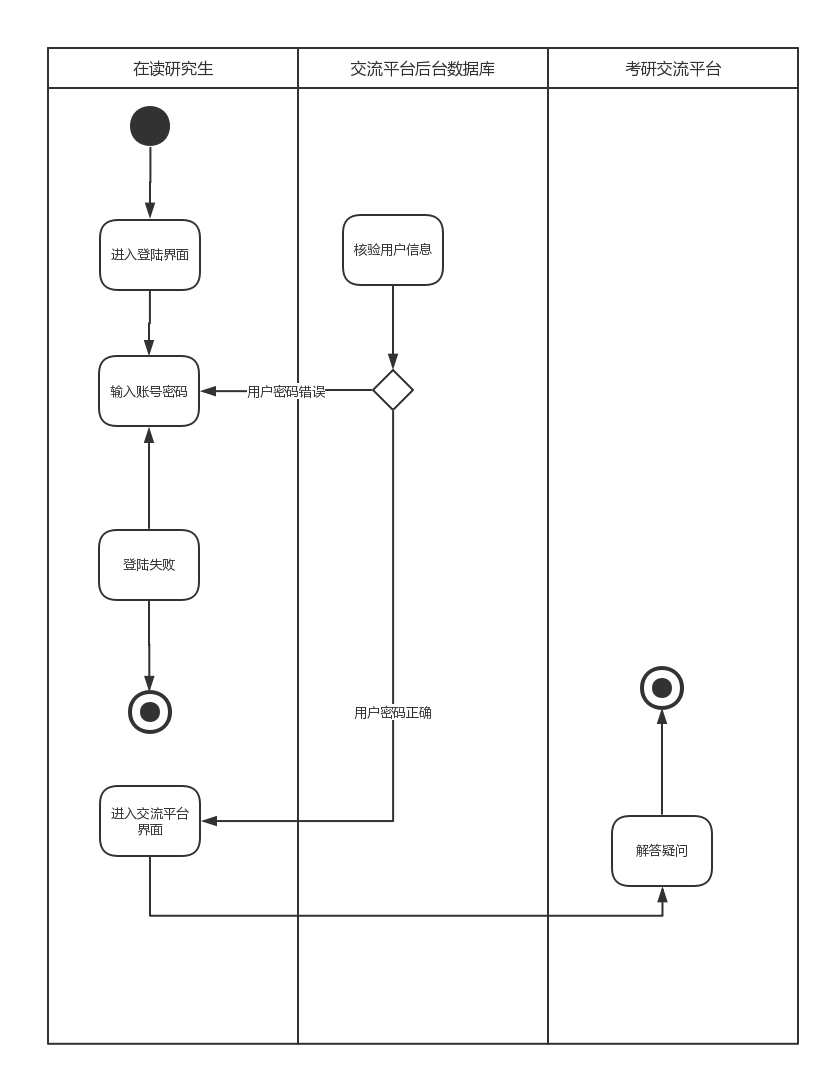 在读研究生
交流平台后台数据库
考研交流平台
进入登陆界面
核验用户信息
输入账号密码
用户密码错误
登陆失败
用户密码正确
进入交流平台
界面
解答疑问